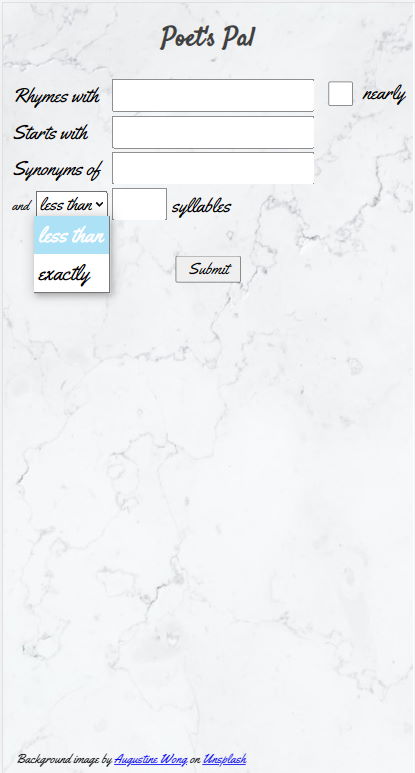 Poet's Pal
Rhymes with nearly
Starts with
Synonyms of
and less than syllables
less than
exactly
Submit
Background image by Augustine Wong on Unsplash